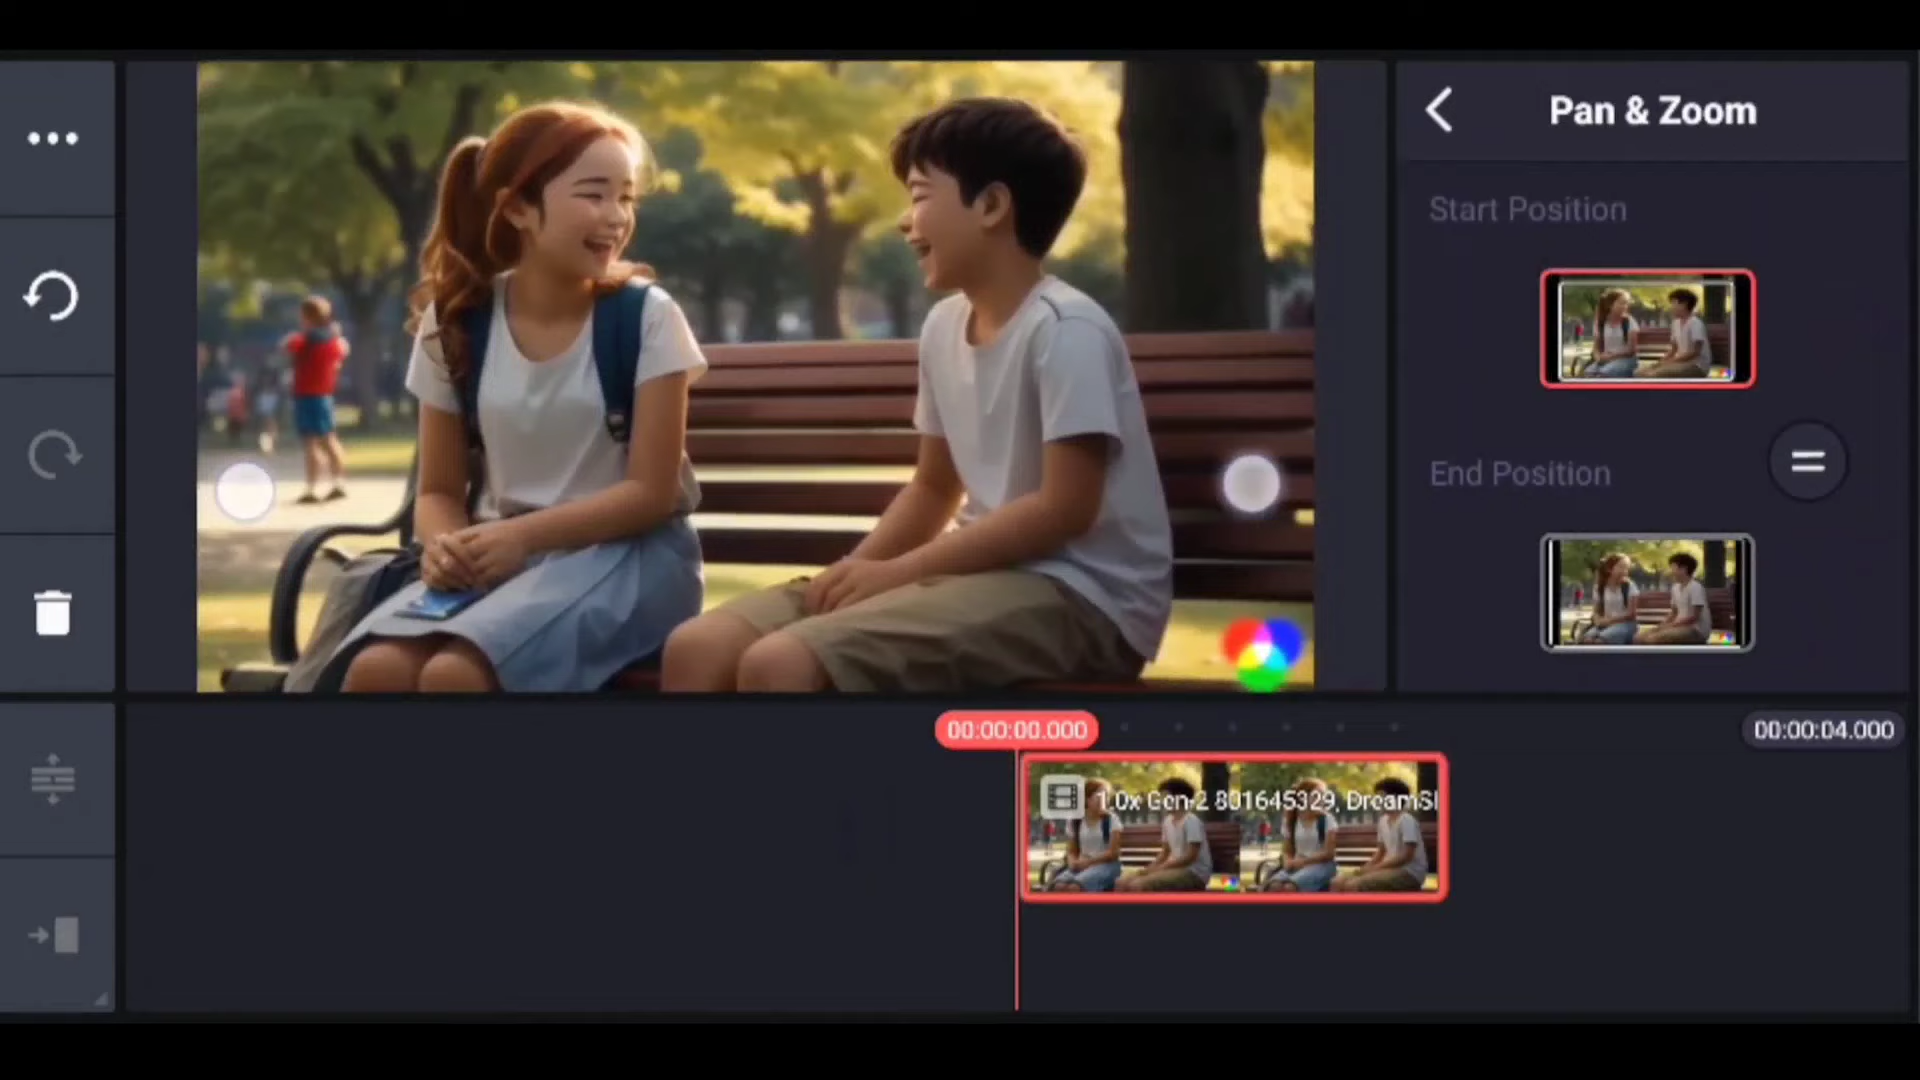 Pan & Zoom
Start Position
End Position
00:00:00.000
00:00:04.000
1.0x Gen-2 801645329, DreamSl